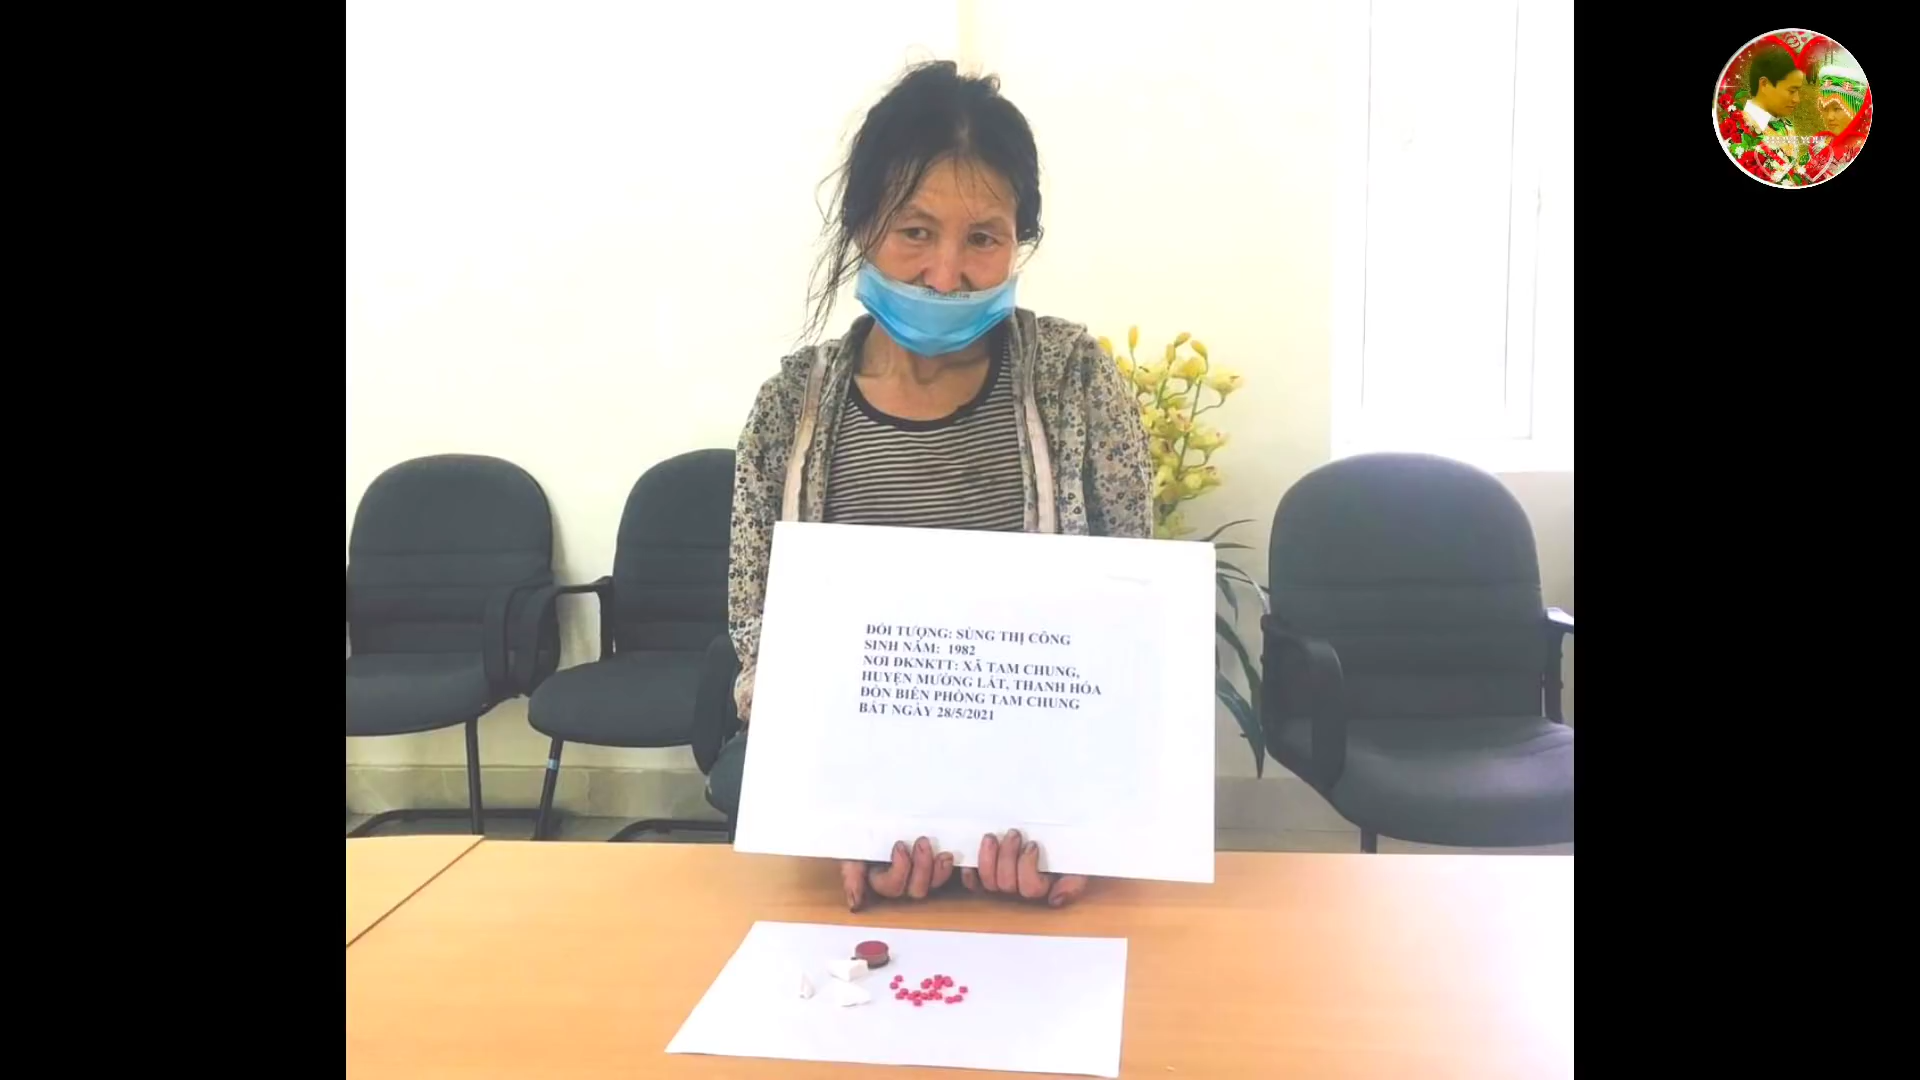 ĐỐI TƯỢNG: SÙNG THỊ CÔNG
SINH NĂM: 1982
NƠI ĐKNKTT: XÃ TAM CHUNG,
HUYỆN MƯỜNG LÁT, THANH HÓA
ĐỒN BIÊN PHÒNG TAM CHUNG
BẮT NGÀY 28/5/2021